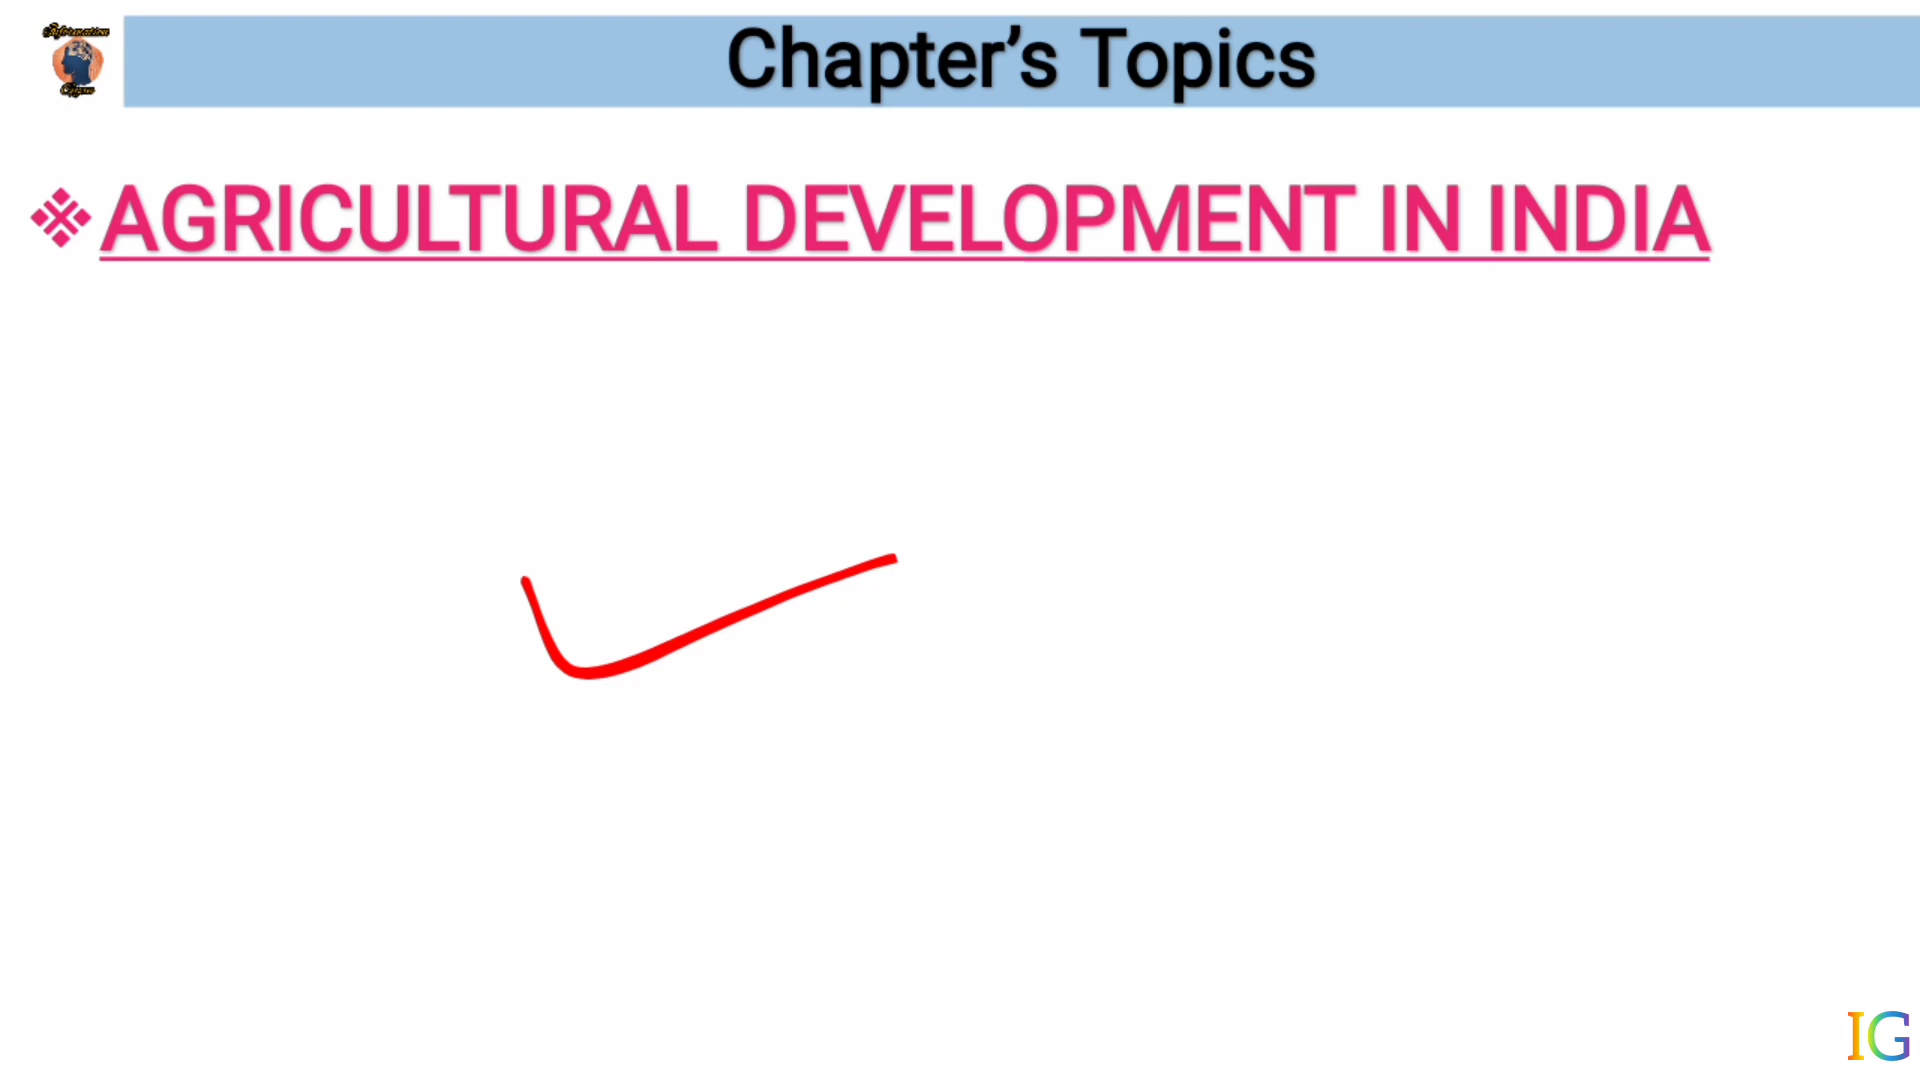 Chapter’s Topics
❖AGRICULTURAL DEVELOPMENT IN INDIA
IG